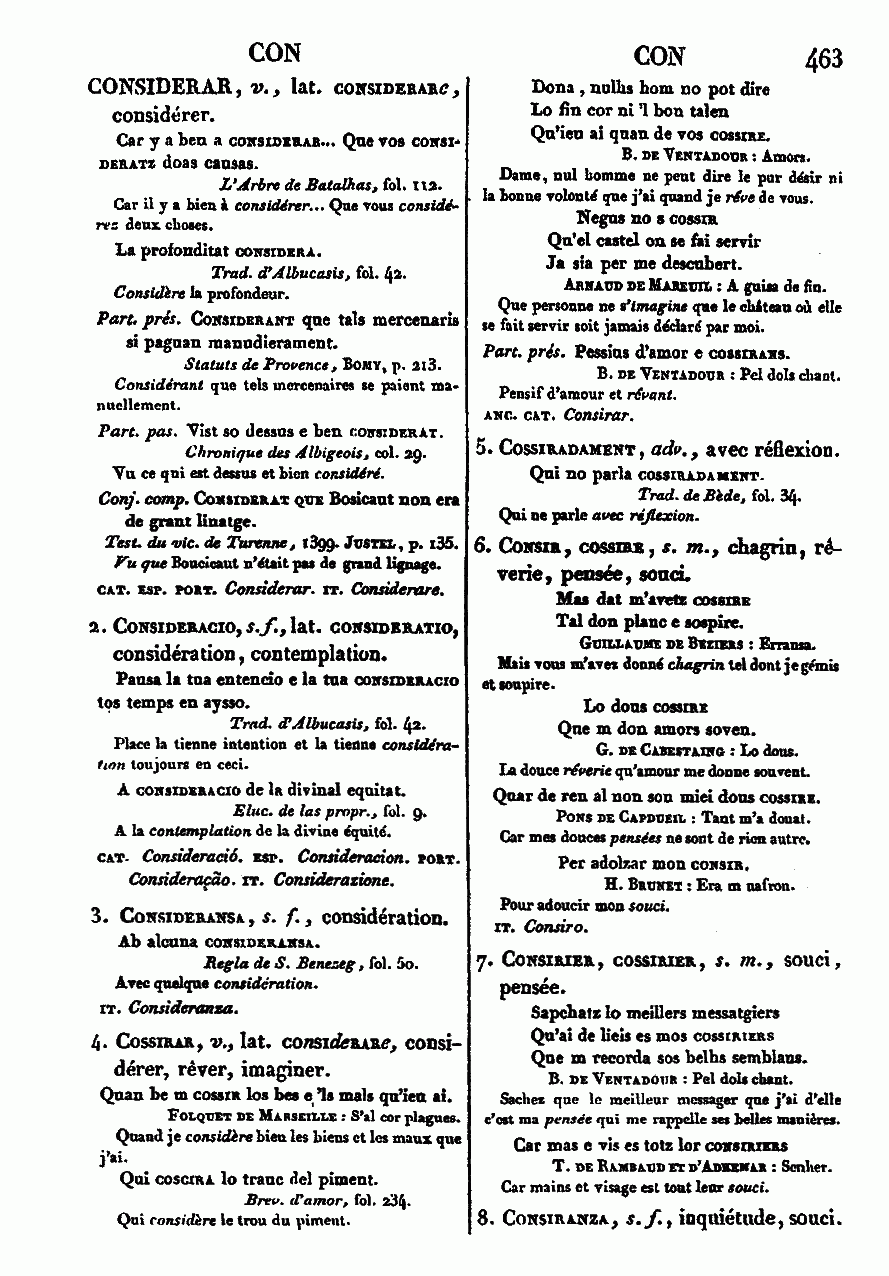 CON
CONSIDERAR, v., lat. CONSIDERARe,
considérer.
Car y a ben a CONSIDERAR... Que vos CONSI-
DERATZ doas causas.
L'Arbre de Batalhas, fol. 112.
Car il y a bien à considérer... Que vous considé-
rez deux choses.
La profonditat CONSIDERA.
Trad. d'Albucasis, fol. 42.
Considère la profondeur.
Part. prés. CONSIDERANT que tals mercenaris
si paguan manudierament.
Statuts de Provence, BOMY, p. 213.
Considérant que tels mercenaires se paient ma-
nuellement.
Part. pas. Vist so dessus e ben CONSIDERAT.
Chronique des Albigeois, col. 29.
Vu ce qui est dessus et bien considéré.
Conj. comp. CONSIDERAT QUE Bosicaut non era
de grant linatge.
Test. du vic. de Turenne, 1399. JUSTEL, p. 135.
Vu que Boucicaut n'était pas de grand lignage.
CAT. ESP. PORT. Considerar. IT. Considerare.
2. CONSIDERACIO, s. f., lat. CONSIDERATIO,
considération, contemplation.
Pausa la tua entencio e la tua CONSIDERACIO
tos temps en aysso.
Trad. d'Albucasis, fol. 42.
Place la tienne intention et la tienne considéra-
tion toujours en ceci.
A CONSIDERACIO de la divinal equitat.
Eluc. de las propr., fol. 9.
A la contemplation de la divine équité.
CAT. Consideració. ESP. Consideracion. PORT.
Consideração. IT. Considerazione.
3. CONSIDERANSA, s. f., considération.
Ab alcuna CONSIDERANSA.
Regla de S. Benezeg, fol. 50.
Avec quelque considération.
IT. Consideranza.
4. COSSIRAR, v., lat. CONSIdeRARe, consi-
dérer, rêver, imaginer.
Quan be m COSSIR los bes e 'ls mals qu'ieu ai.
FOLQUET DE MARSEILLE : S'al cor plagues.
Quand je considère bien les biens et les maux que
j'ai.
Qui COSCIRA lo trauc del piment.
Brev. d'amor, fol. 234.
Qui considère le trou du piment.
CON 463
Dona, nulhs hom no pot dire
Lo fin cor ni 'l bon talen
Qu'ieu ai quan de vos COSSIRE.
B. DE VENTADOUR : Amors.
Dame, nul homme ne peut dire le pur désir ni
la bonne volonté que j'ai quand je rêve de vous.
Negus no s COSSIR
Qu'el castel on se fai servir
Ja sia per me descubert.
ARNAUD DE MAREUIL : A guisa de fin.
Que personne ne s'imagine que le château où elle
se fait servir soit jamais déclaré par moi.
Part. prés. Pessius d'amor e COSSIRANS.
B. DE VENTADOUR : Pel dols chant.
Pensif d'amour et rêvant.
ANC. CAT. Consirar.
5. COSSIRADAMENT, adv., avec réflexion.
Qui no parla COSSIRADAMENT.
Trad. de Bède, fol. 34.
Qui ne parle avec réflexion.
6. CONSIR, COSSIRE, s. m., chagrin, rê-
verie, pensée, souci.
Mas dat m'avetz COSSIRE
Tal don planc e sospire.
GUILLAUME DE BEZIERS : Erransa.
Mais vous m'avez donné chagrin tel dont je gémis
et soupire.
Lo dous COSSIRE
Que m don amors soven.
G. DE CABESTAING : Lo dous.
La douce rêverie qu'amour me donne souvent.
Quar de ren al non son miei dous COSSIRE.
PONS DE CAPDUEIL : Tant m'a donat.
Car mes douces pensées ne sont de rien autre.
Per adolzar mon CONSIR.
H. BRUNET : Era m nafron.
Pour adoucir mon souci.
IT. Consiro.
7. CONSIRIER, COSSIRIER, s. m., souci,
pensée.
Sapchatz lo meillers messatgiers
Qu'ai de lieis es mos COSSIRIERS
Que m recorda sos belhs semblans.
B. DE VENTADOUR : Pel dols chant.
Sachez que le meilleur messager que j'ai d'elle
c'est ma pensée qui me rappelle ses belles manières.
Car mas e vis es totz lor CONSIRIERS
T. DE RAMBAUD ET D'ADHEMAR : Senher.
Car mains et visage est tout leur souci.
8. CONSIRANZA, s. f., inquiétude, souci.